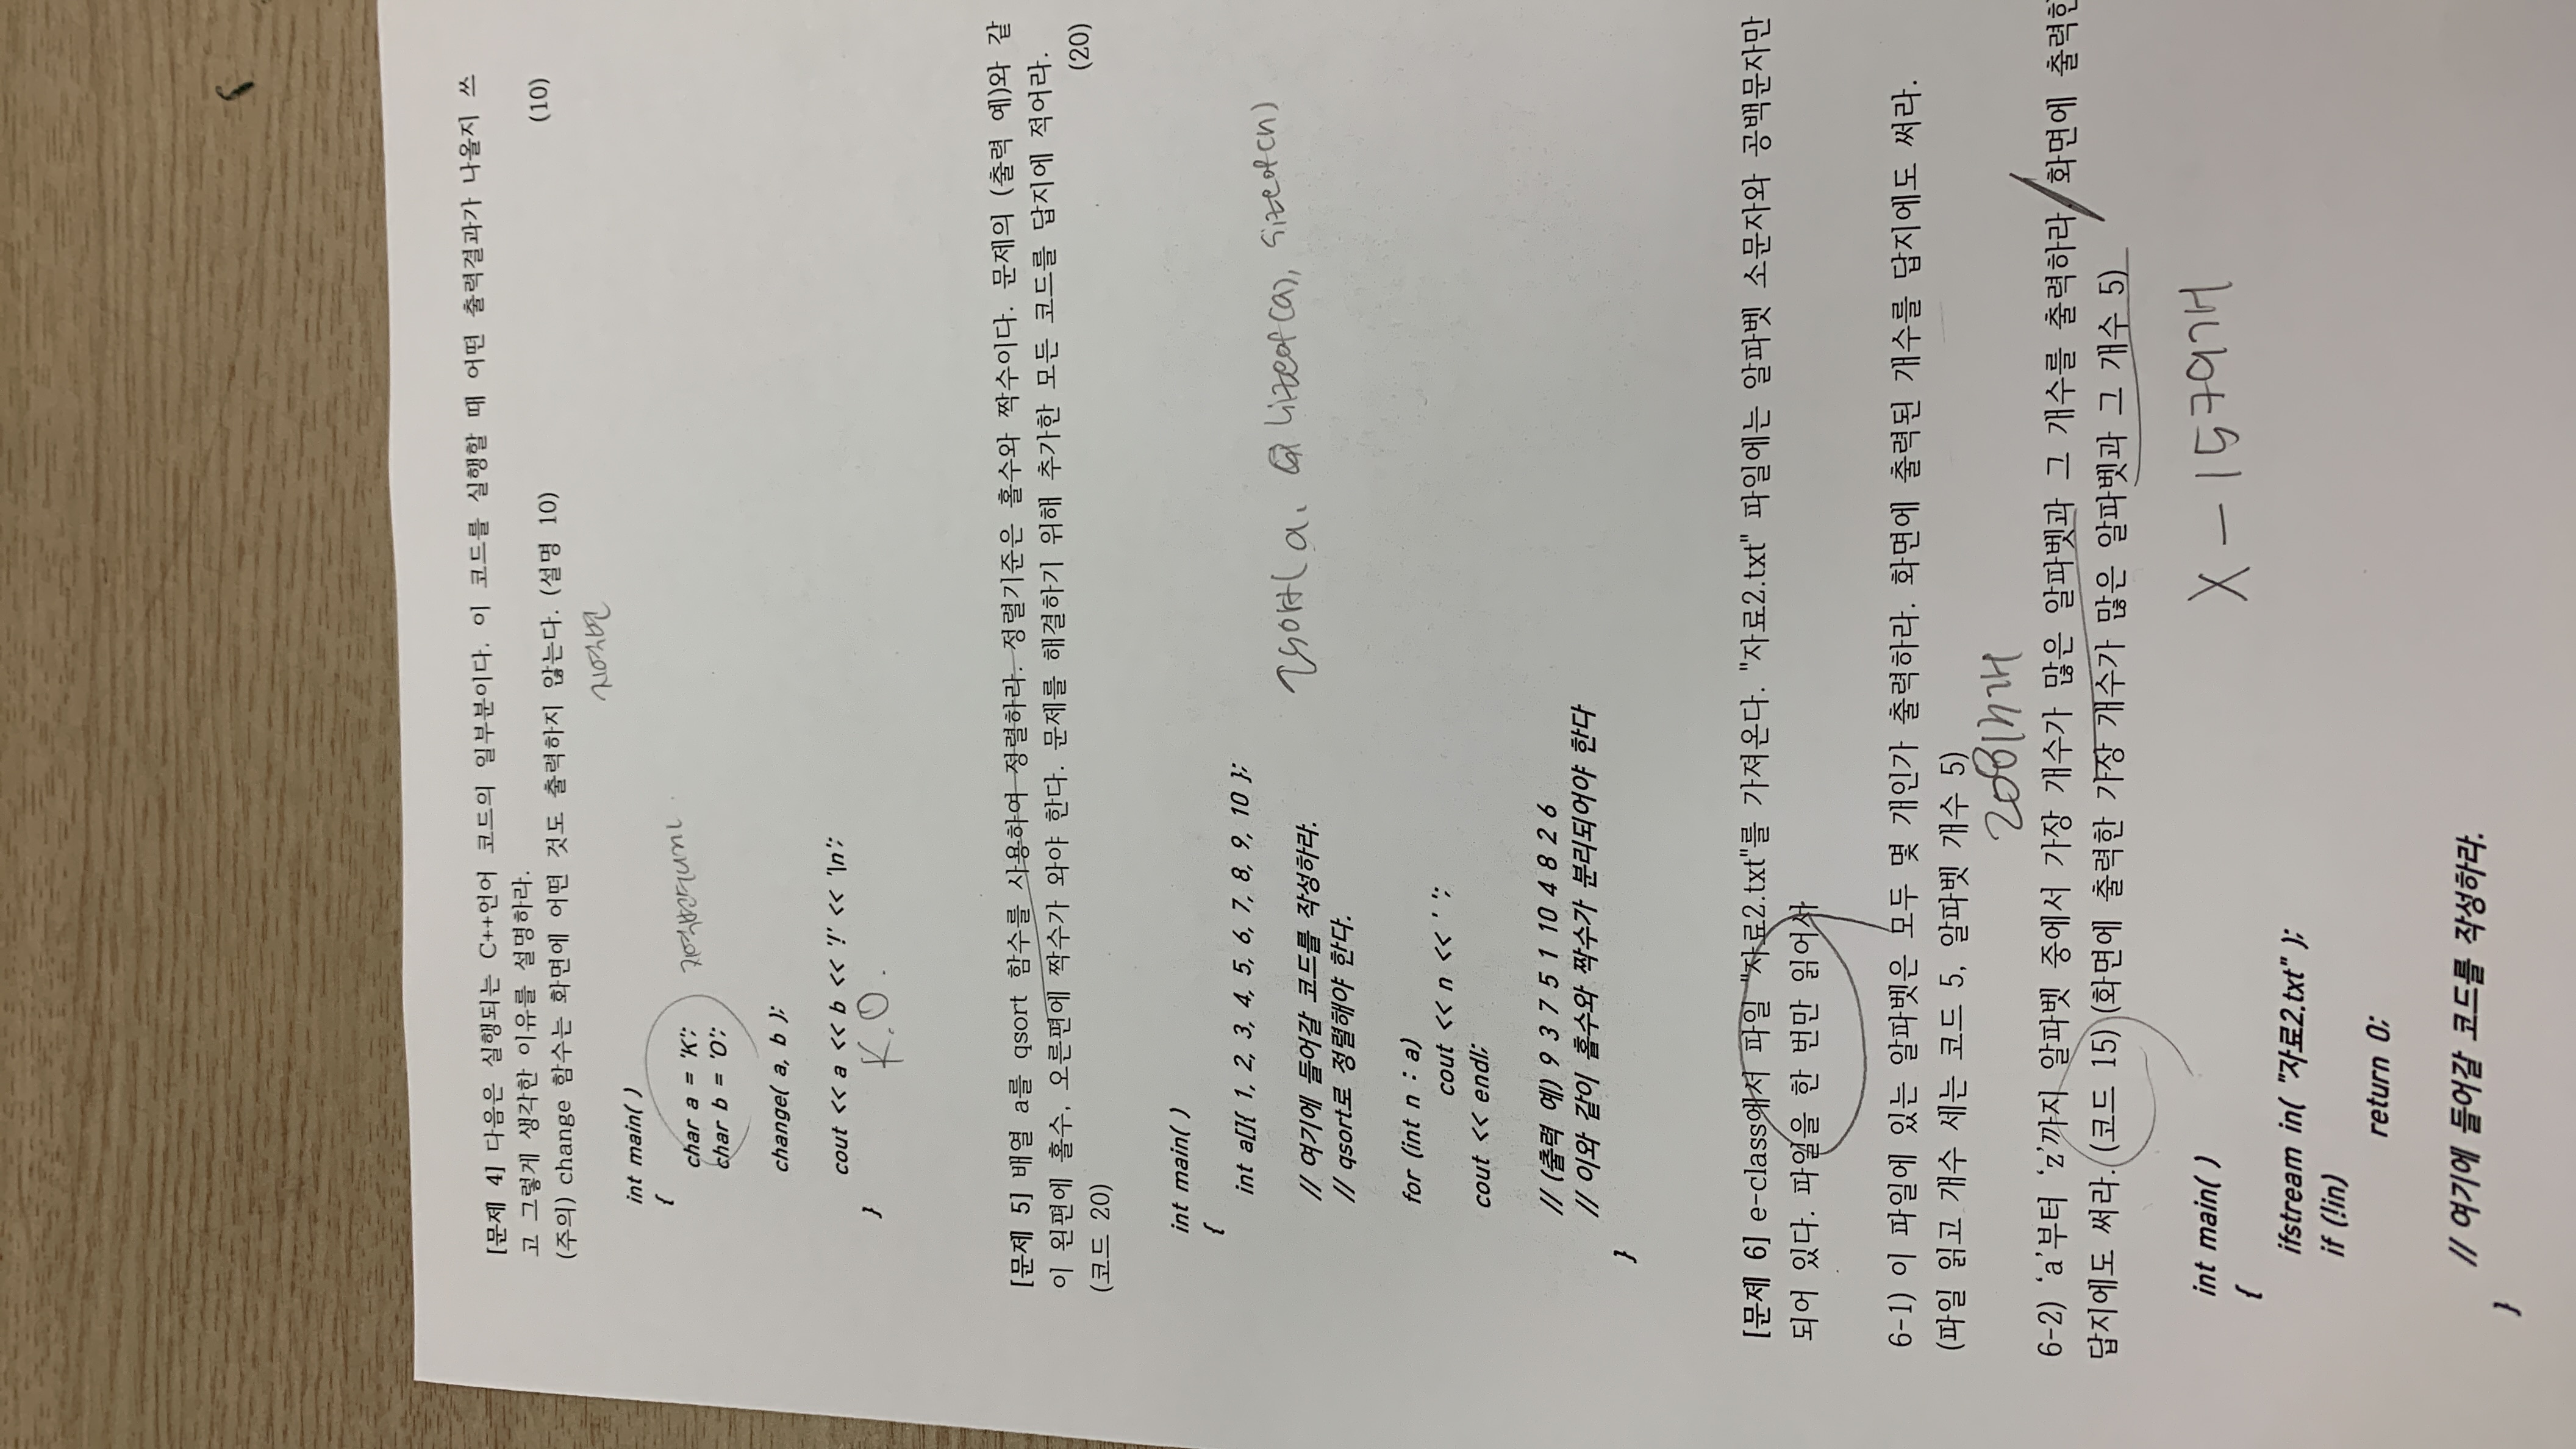 [문제 4] 다음은 실행되는 C++언어 코드의 일부분이다. 이 코드를 실행할 때 어떤 출력결과가 나올지 쓰
고 그렇게 생각한 이유를 설명하라.
(주의) change 함수는 화면에 어떤 것도 출력하지 않는다. (설명 10) (10)
지역변
int main( )
{
char a = 'K'; 지역변
char b = 'O';
change( a, b );
cout << a << b << '!' << '\n';
}
K.O.
[문제 5] 배열 a를 qsort 함수를 사용하여 정렬하라. 정렬기준은 홀수와 짝수이다. 문제의 (출력 예)와 같
이 왼편에 홀수, 오른편에 짝수가 와야 한다. 문제를 해결하기 위해 추가한 모든 코드를 답지에 적어라.
(코드 20) (20)
int main( )
{
int a[]{ 1, 2, 3, 4, 5, 6, 7, 8, 9, 10 };
qsort( a, sizeof(a), sizeof(n)
// 여기에 들어갈 코드를 작성하라.
// qsort로 정렬해야 한다.
for (int n : a)
cout << n << ' ';
cout << endl;
// (출력 예) 9 3 7 5 1 10 4 8 2 6
// 이와 같이 홀수와 짝수가 분리되어야 한다
}
[문제 6] e-class에서 파일 "자료2.txt"를 가져온다. "자료2.txt" 파일에는 알파벳 소문자와 공백문자만
되어 있다. 파일을 한 번만 읽어서
6-1) 이 파일에 있는 알파벳은 모두 몇 개인가 출력하라. 화면에 출력된 개수를 답지에도 써라.
(파일 읽고 개수 세는 코드 5, 알파벳 개수 5)
6-2) 'a'부터 'z'까지 알파벳 중에서 가장 개수가 많은 알파벳과 그 개수를 출력하라 화면에 출력한
답지에도 써라. (코드 15) (화면에 출력한 가장 개수가 많은 알파벳과 그 개수 5)
X - 1579개
int main( )
{
ifstream in( "자료2.txt" );
if (!in)
return 0;
// 여기에 들어갈 코드를 작성하라.
}